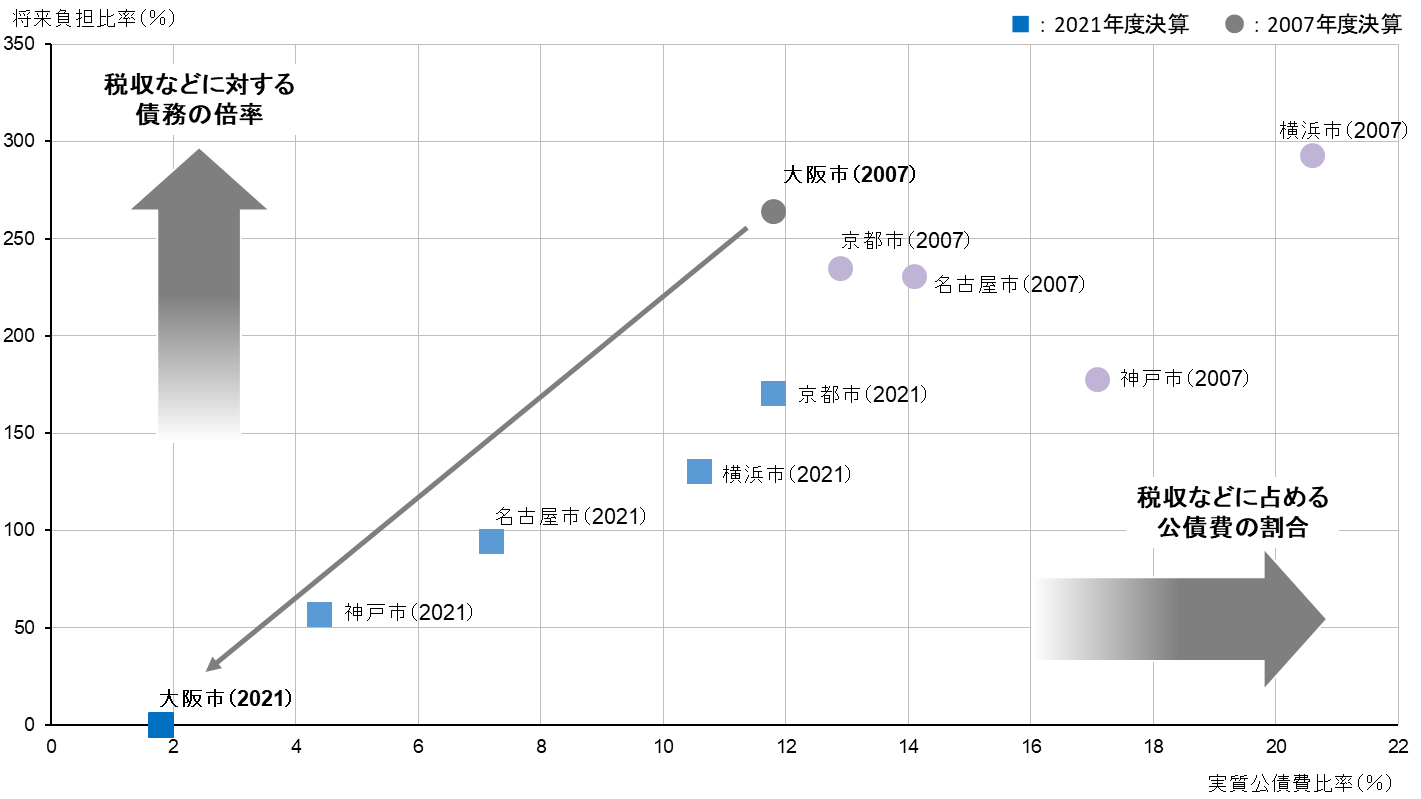 将来負担比率(%)
■:2021年度決算 ●:2007年度決算
350
税収などに対する
債務の倍率
300
横浜市(2007)
大阪市(2007)
250
京都市(2007)
名古屋市(2007)
200
京都市(2021)
神戸市(2007)
150
横浜市(2021)
税収などに占める
公債費の割合
名古屋市(2021)
100
神戸市(2021)
50
大阪市(2021)
0
0 2 4 6 8 10 12 14 16 18 20 22
実質公債費比率(%)